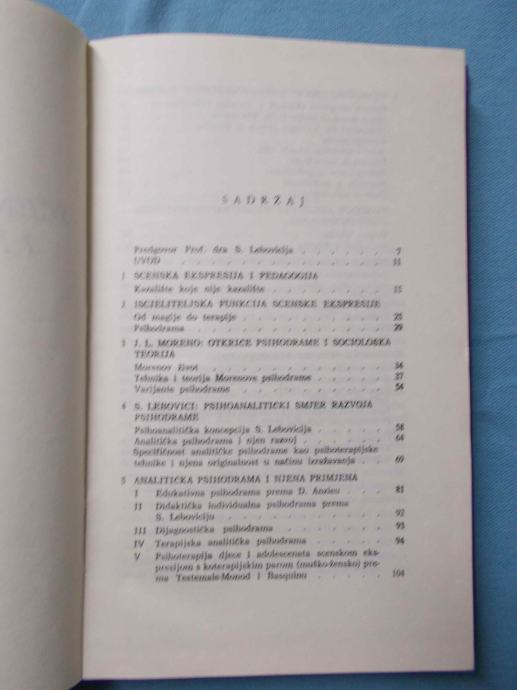 SADRŽAJ
Predgovor Prof. dra S. Lebovicija . . . . . . 7
UVOD . . . . . . . . . . . . 11
1 SCENSKA EKSPRESIJA I PEDAGOGIJA
Kazalište koje nije kazalište . . . . . . 15
2 ISCJELITELJSKA FUNKCIJA SCENSKE EKSPRESIJE
Od magije do terapije . . . . . . . 25
Psihodrama . . . . . . . . . . 29
3 J. L. MORENO: OTKRIĆE PSIHODRAME I SOCIOLOŠKA
TEORIJA
Morenov život . . . . . . . . . 34
Tehnika i teorija Morenove psihodrame . . . . 37
Varijante psihodrame . . . . . . . 54
4 S. LEBOVICI: PSIHOANALITIČKI SMJER RAZVOJA
PSIHODRAME
Psihoanalitička koncepcija S. Lebovicija . . . . 58
Analitička psihodrama i njen razvoj . . . . . 64
Specifičnost analitičke psihodrame kao psihoterapijske
tehnike i njena originalnost u načinu izražavanja . . 69
5 ANALITIČKA PSIHODRAMA I NJENA PRIMJENA
I Edukativna psihodrama prema D. Anzieu . . . 81
II Didaktička individualna psihodrama prema
S. Leboviciju . . . . . . . . . 92
III Dijagnostička psihodrama . . . . . . 93
IV Terapijska analitička psihodrama . . . . . 94
V Psihoterapija djece i adolescenata scenskom eks-
presijom s koterapijskim parom (muško-žensko) pre-
ma Testemale-Monod i Basquinu . . . . . 104